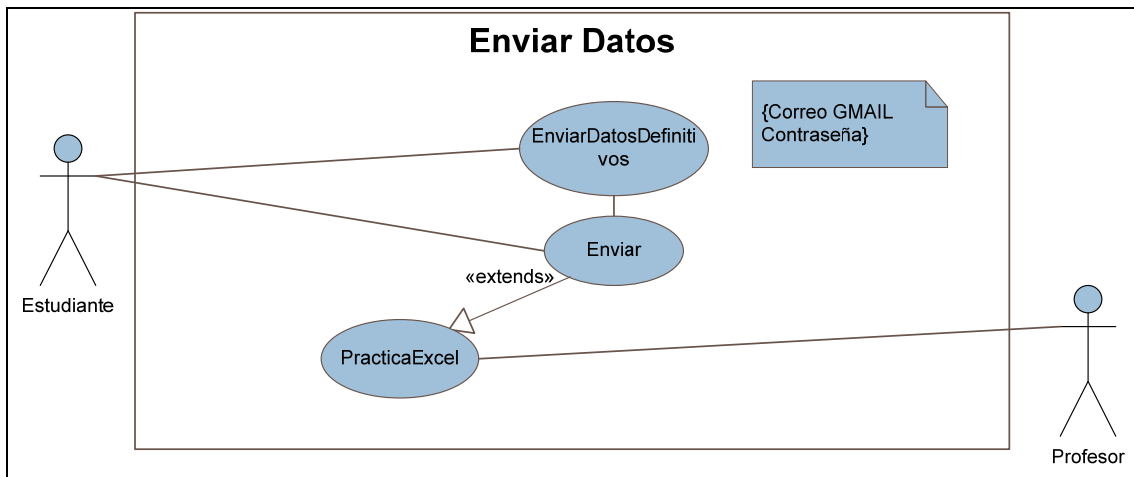 Enviar Datos
{Correo GMAIL
Contraseña}
EnviarDatosDefiniti
vos
Enviar
«extends»
Estudiante
PracticaExcel
Profesor